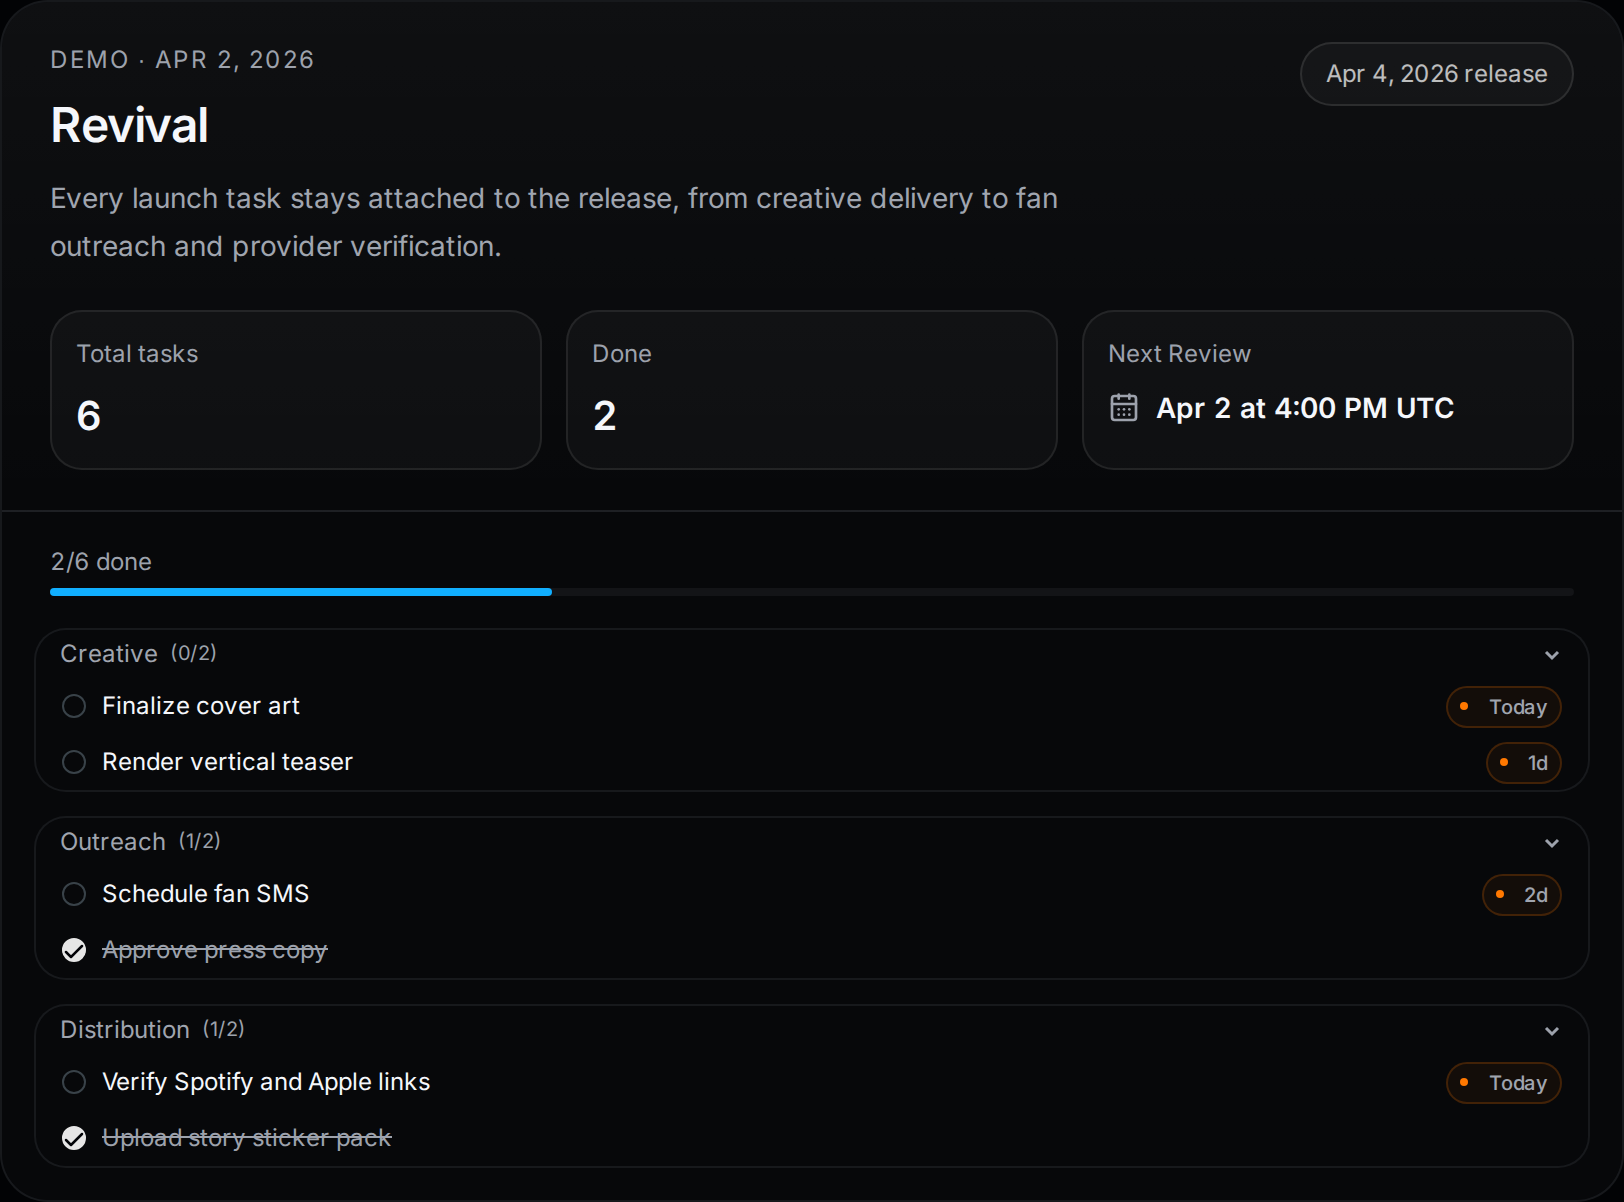 DEMO · APR 2, 2026
Apr 4, 2026 release
Revival
Every launch task stays attached to the release, from creative delivery to fan
outreach and provider verification.
Total tasks
6
Done
2
Next Review
Apr 2 at 4:00 PM UTC
2/6 done
Creative (0/2)
Finalize cover art Today
Render vertical teaser 1d
Outreach (1/2)
Schedule fan SMS 2d
Approve press copy
Distribution (1/2)
Verify Spotify and Apple links Today
Upload story sticker pack